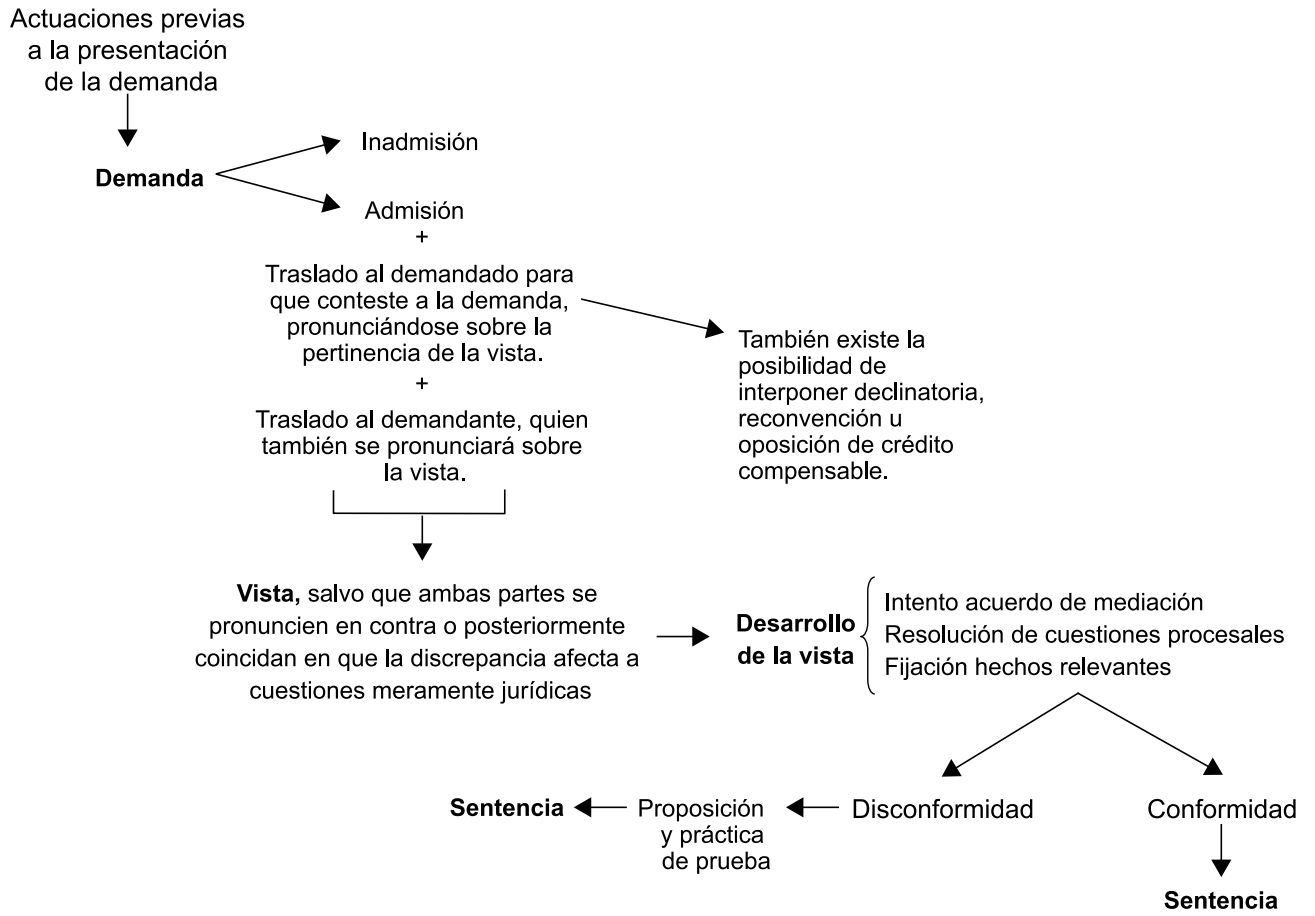 Actuaciones previas
a la presentación
de la demanda
Demanda
Inadmisión
Admisión
+
Traslado al demandado para
que conteste a la demanda,
pronunciándose sobre la
pertinencia de la vista.
También existe la
posibilidad de
interponer declinatoria,
reconvención u
oposición de crédito
compensable.
+
Traslado al demandante, quien
también se pronunciará sobre
la vista.
Vista, salvo que ambas partes se
pronuncien en contra o posteriormente
coincidan en que la discrepancia afecta a
cuestiones meramente jurídicas
Desarrollo
de la vista
Intento acuerdo de mediación
Resolución de cuestiones procesales
Fijación hechos relevantes
Disconformidad
Proposición
y práctica
de prueba
Sentencia
Conformidad
Sentencia